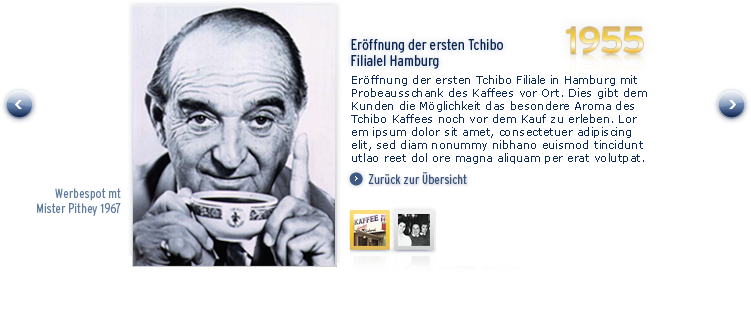 Werbespot mt
Mister Pithey 1967
Eröffnung der ersten Tchibo
Filialel Hamburg
1955
Eröffnung der ersten Tchibo Filiale in Hamburg mit
Probeausschank des Kaffees vor Ort. Dies gibt dem
Kunden die Möglichkeit das besondere Aroma des
Tchibo Kaffees noch vor dem Kauf zu erleben. Lor
em ipsum dolor sit amet, consectetuer adipiscing
elit, sed diam nonummy nibhano euismod tincidunt
utlao reet dol ore magna aliquam per erat volutpat.
Zurück zur Übersicht
KAFFEE